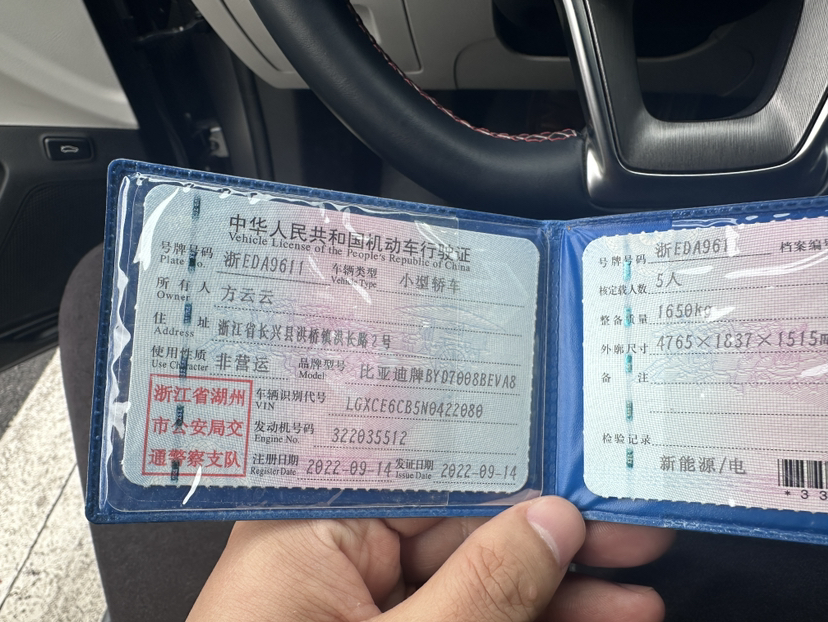 中华人民共和国机动车行驶证
Vehicle License of the People's Republic of China
号牌号码 浙EDA9611 车辆类型 小型轿车
Plate No. Vehicle Type
所有人 方云云
Owner
住址 浙江省长兴县洪桥镇洪长路2号
Address
使用性质 非营运 品牌型号 比亚迪牌BYD7008BEVA8
Use Character Model
浙江省湖州
市公安局交
通警察支队
车辆识别代号 LGXCE6CB5N0422080
VIN
发动机号码 322035512
Engine No.
注册日期 2022-09-14 发证日期 2022-09-14
Register Date Issue Date
号牌号码 浙EDA9611 档案编
核定载人数 5人
整备质量 1650kg
外廓尺寸 4765×1837×1515
备注
检验记录
新能源/电
*33